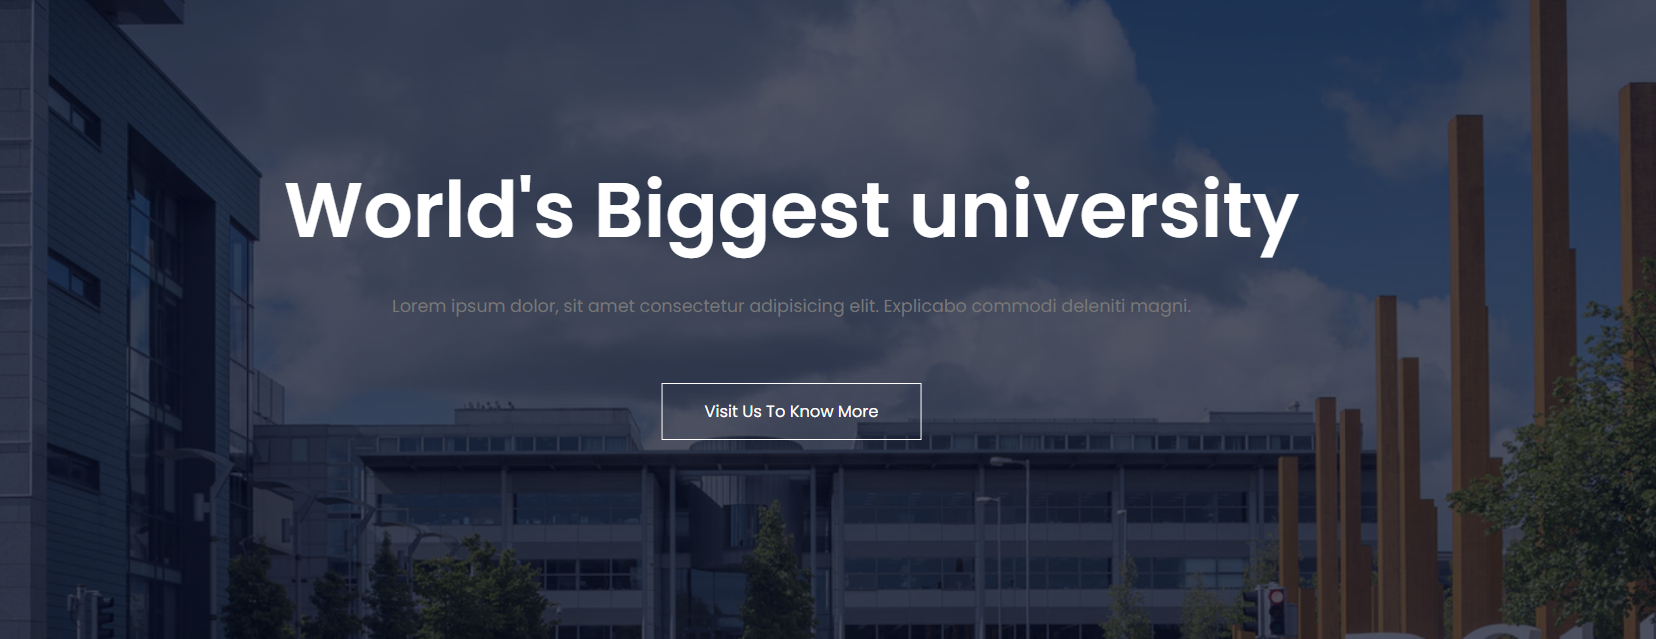 World's Biggest university
Lorem ipsum dolor, sit amet consectetur adipisicing elit. Explicabo commodi deleniti magni.
Visit Us To Know More